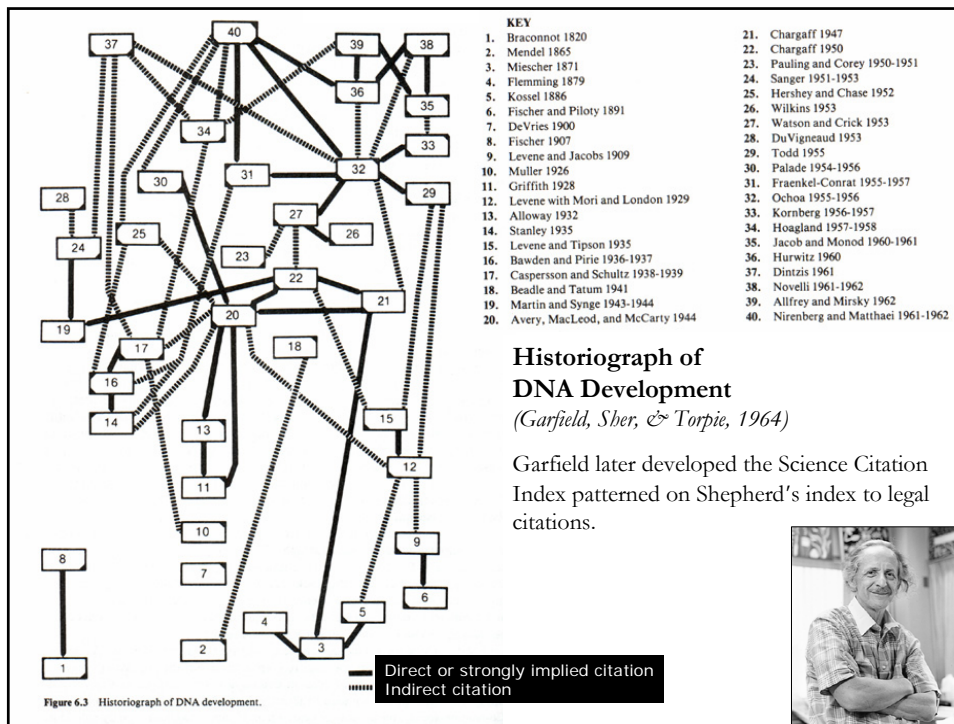 37
40
39
38
36
35
34
33
32
31
30
29
28
27
26
25
24
23
22
21
20
19
18
17
16
15
14
13
12
11
10
9
8
7
6
5
4
3
2
1
Direct or strongly implied citation
Indirect citation
Figure 6.3 Historiograph of DNA development.
KEY
1. Braconnot 1820
2. Mendel 1865
3. Miescher 1871
4. Flemming 1879
5. Kossel 1886
6. Fischer and Piloty 1891
7. DeVries 1900
8. Fischer 1907
9. Levene and Jacobs 1909
10. Muller 1926
11. Griffith 1928
12. Levene with Mori and London 1929
13. Alloway 1932
14. Stanley 1935
15. Levene and Tipson 1935
16. Bawden and Pirie 1936-1937
17. Caspersson and Schultz 1938-1939
18. Beadle and Tatum 1941
19. Martin and Synge 1943-1944
20. Avery, MacLeod, and McCarty 1944
21. Chargaff 1947
22. Chargaff 1950
23. Pauling and Corey 1950-1951
24. Sanger 1951-1953
25. Hershey and Chase 1952
26. Wilkins 1953
27. Watson and Crick 1953
28. DuVigneaud 1953
29. Todd 1955
30. Palade 1954-1956
31. Fraenkel-Conrat 1955-1957
32. Ochoa 1955-1956
33. Kornberg 1956-1957
34. Hoagland 1957-1958
35. Jacob and Monod 1960-1961
36. Hurwitz 1960
37. Dintzis 1961
38. Novelli 1961-1962
39. Allfrey and Mirsky 1962
40. Nirenberg and Matthaei 1961-1962
Historiograph of
DNA Development
(Garfield, Sher, & Torpie, 1964)
Garfield later developed the Science Citation
Index patterned on Shepherd's index to legal
citations.